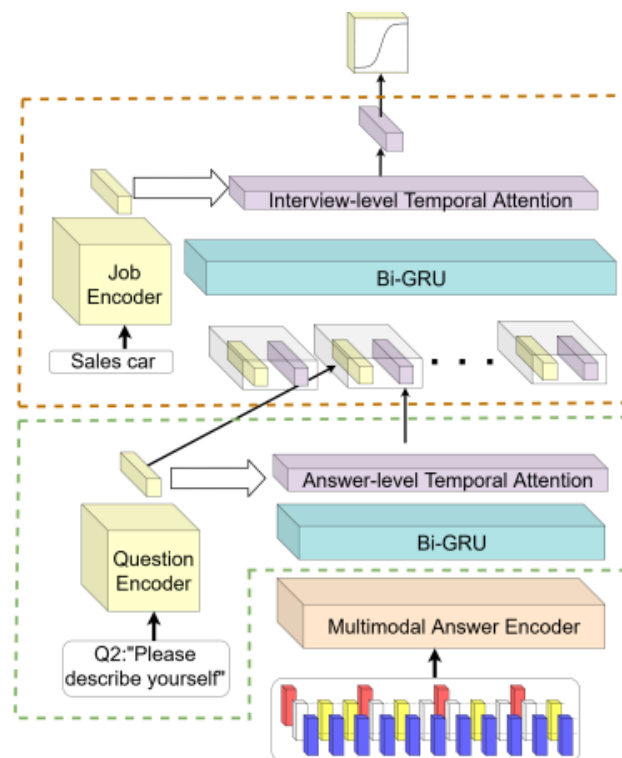 Interview-level Temporal Attention
Job
Encoder
Bi-GRU
Sales car
Answer-level Temporal Attention
Question
Encoder
Bi-GRU
Multimodal Answer Encoder
Q2:"Please
describe yourself"